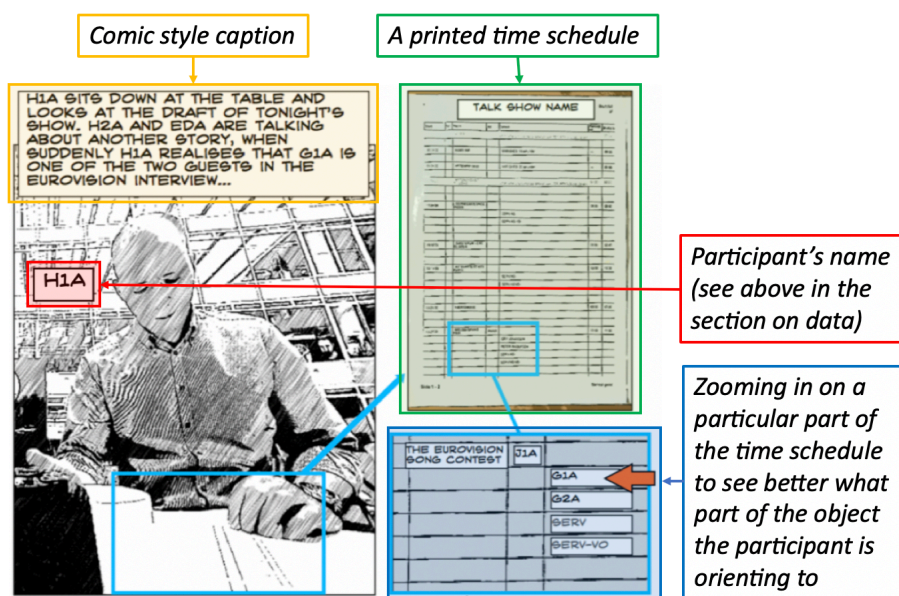 Comic style caption
A printed time schedule
H1A SITS DOWN AT THE TABLE AND
LOOKS AT THE DRAFT OF TONIGHT'S
SHOW. H2A AND EDA ARE TALKING
ABOUT ANOTHER STORY, WHEN
SUDDENLY H1A REALISES THAT G1A IS
ONE OF THE TWO GUESTS IN THE
EUROVISION INTERVIEW...
H1A
TALK SHOW NAME
Participant's name
(see above in the
section on data)
THE EUROVISION
SONG CONTEST
J1A
G1A
G2A
SERV
SERV-VO
Zooming in on a
particular part of
the time schedule
to see better what
part of the object
the participant is
orienting to